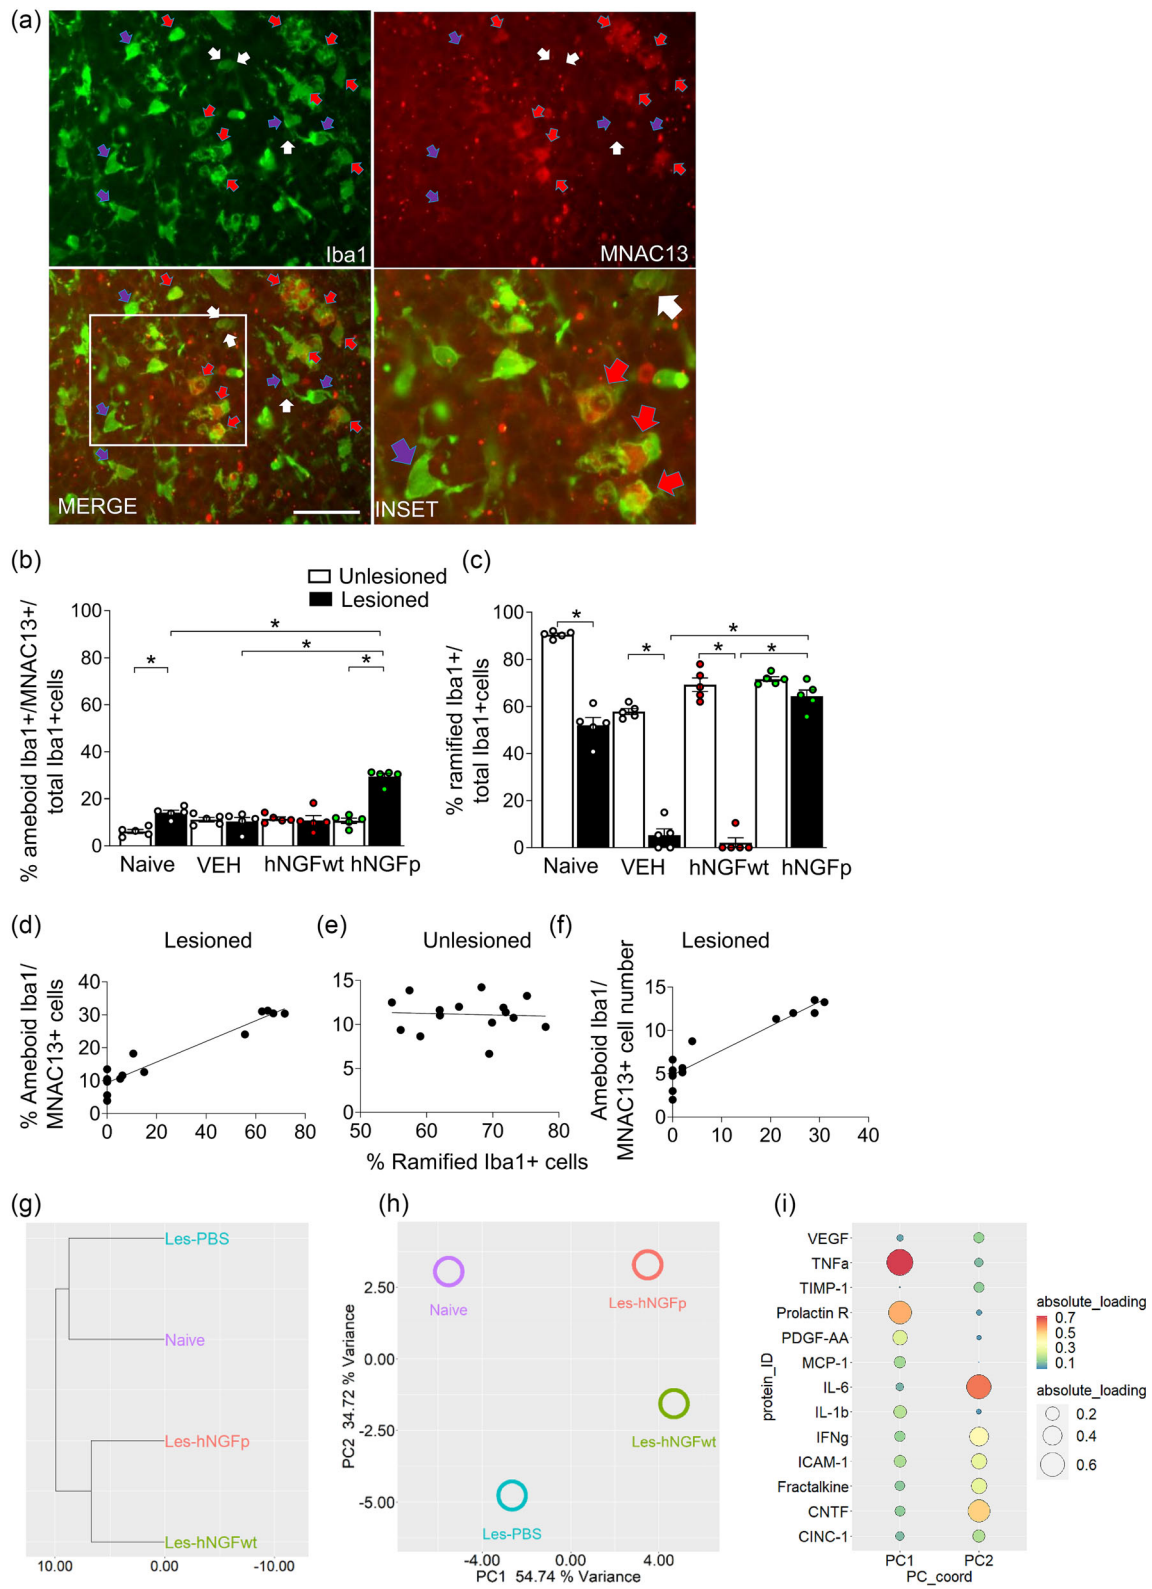 (a)
Iba1
MNAC13
MERGE
INSET
(b)
Unlesioned
Lesioned
% ameboid Iba1+/MNAC13+/
total Iba1+cells
100
80
60
40
20
0
*
*
*
*
Naive
VEH
hNGFwt
hNGFp
(c)
% ramified Iba1+/
total Iba1+cells
100
80
60
40
20
0
*
*
*
*
*
Naive
VEH
hNGFwt
hNGFp
(d)
Lesioned
% Ameboid Iba1/
MNAC13+ cells
40
30
20
10
0
0
20
40
60
80
(e)
Unlesioned
15
10
5
0
50
60
70
80
% Ramified Iba1+ cells
(f)
Lesioned
Ameboid Iba1/
MNAC13+ cell number
15
10
5
0
0
10
20
30
40
(g)
Les-PBS
Naive
Les-hNGFp
Les-hNGFwt
10.00
0.00
-10.00
(h)
PC2 34.72 % Variance
2.50
0.00
-2.50
-5.00
Naive
Les-hNGFp
Les-hNGFwt
Les-PBS
-4.00
0.00
4.00
PC1 54.74 % Variance
(i)
protein_ID
VEGF
TNFa
TIMP-1
Prolactin R
PDGF-AA
MCP-1
IL-6
IL-1b
IFNg
ICAM-1
Fractalkine
CNTF
CINC-1
PC1
PC2
PC_coord
absolute_loading
0.7
0.5
0.3
0.1
absolute_loading
0.2
0.4
0.6